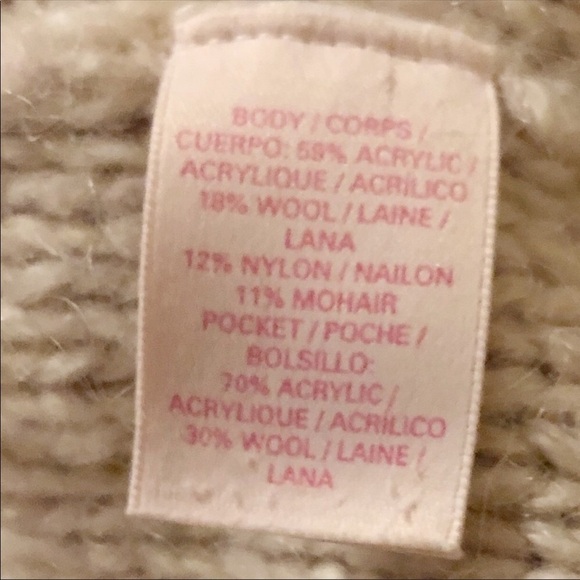 BODY / CORPS /
CUERPO: 59% ACRYLIC /
ACRYLIQUE / ACRÍLICO
18% WOOL / LAINE /
LANA
12% NYLON / NAILON
11% MOHAIR
POCKET / POCHE /
BOLSILLO:
70% ACRYLIC /
ACRYLIQUE / ACRÍLICO
30% WOOL / LAINE /
LANA